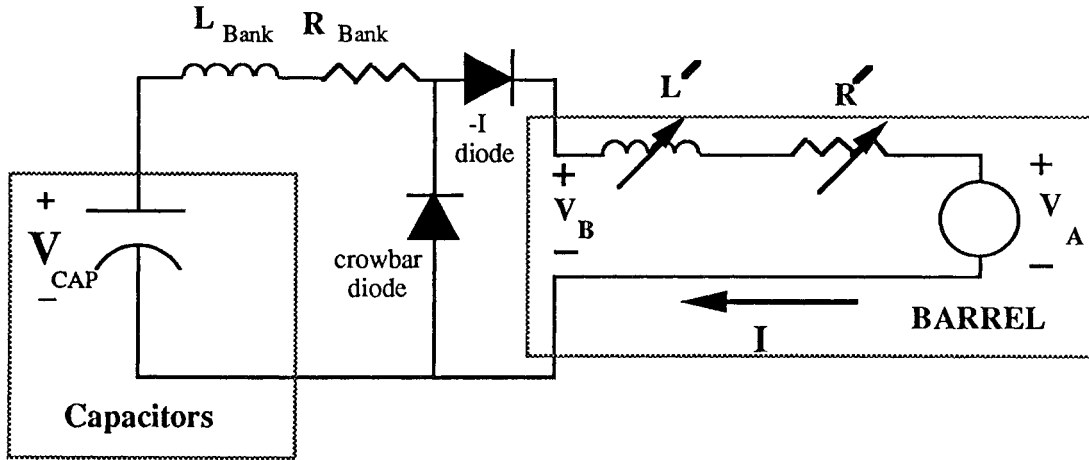 L Bank R Bank
L′ R′
-I
diode
+
V CAP
−
crowbar
diode
+
V B
−
+
V A
−
I
BARREL
Capacitors